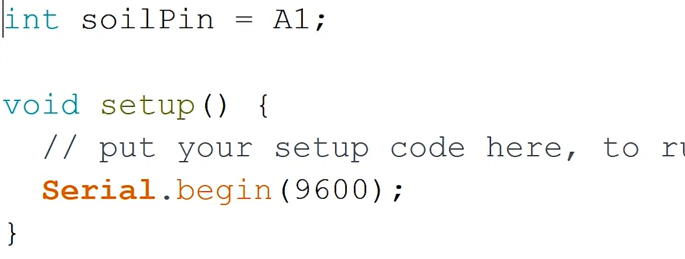 int soilPin = A1;
void setup() {
// put your setup code here, to
Serial.begin(9600);
}